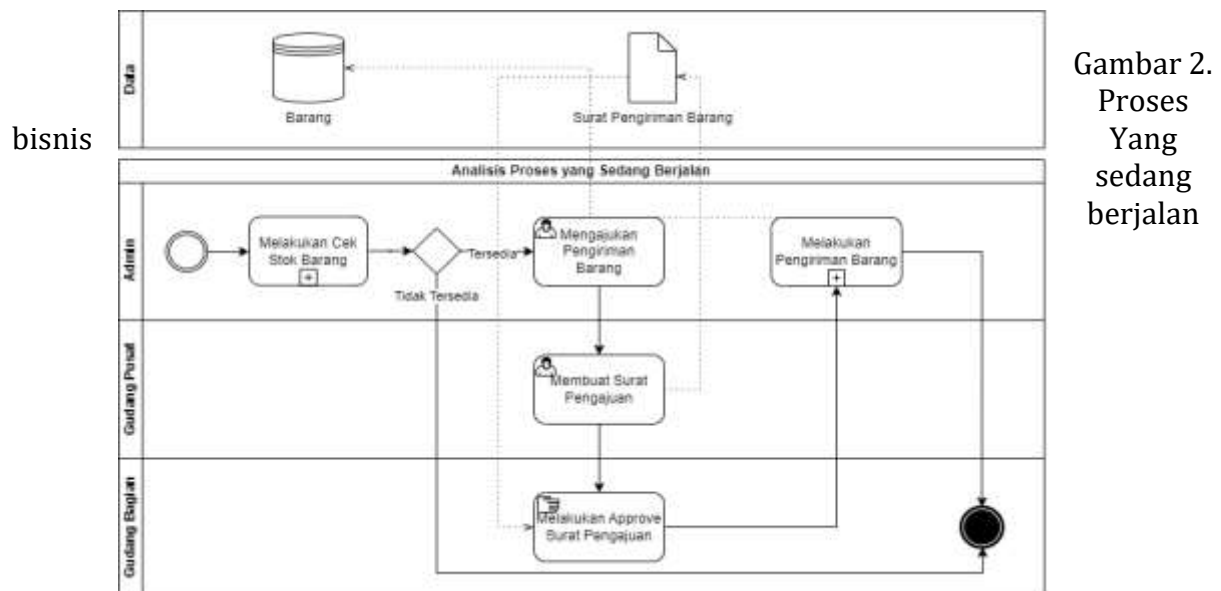 Data
Barang
Surat Pengiriman Barang
Gambar 2.
Proses
bisnis
Yang
sedang
berjalan
Analisis Proses yang Sedang Berjalan
Admin
Melakukan Cek
Stok Barang
Tersedia
Tidak Tersedia
Mengajukan
Pengiriman
Barang
Melakukan
Pengiriman Barang
Gudang Pusat
Membuat Surat
Pengajuan
Gudang Bagian
Melakukan Approve
Surat Pengajuan